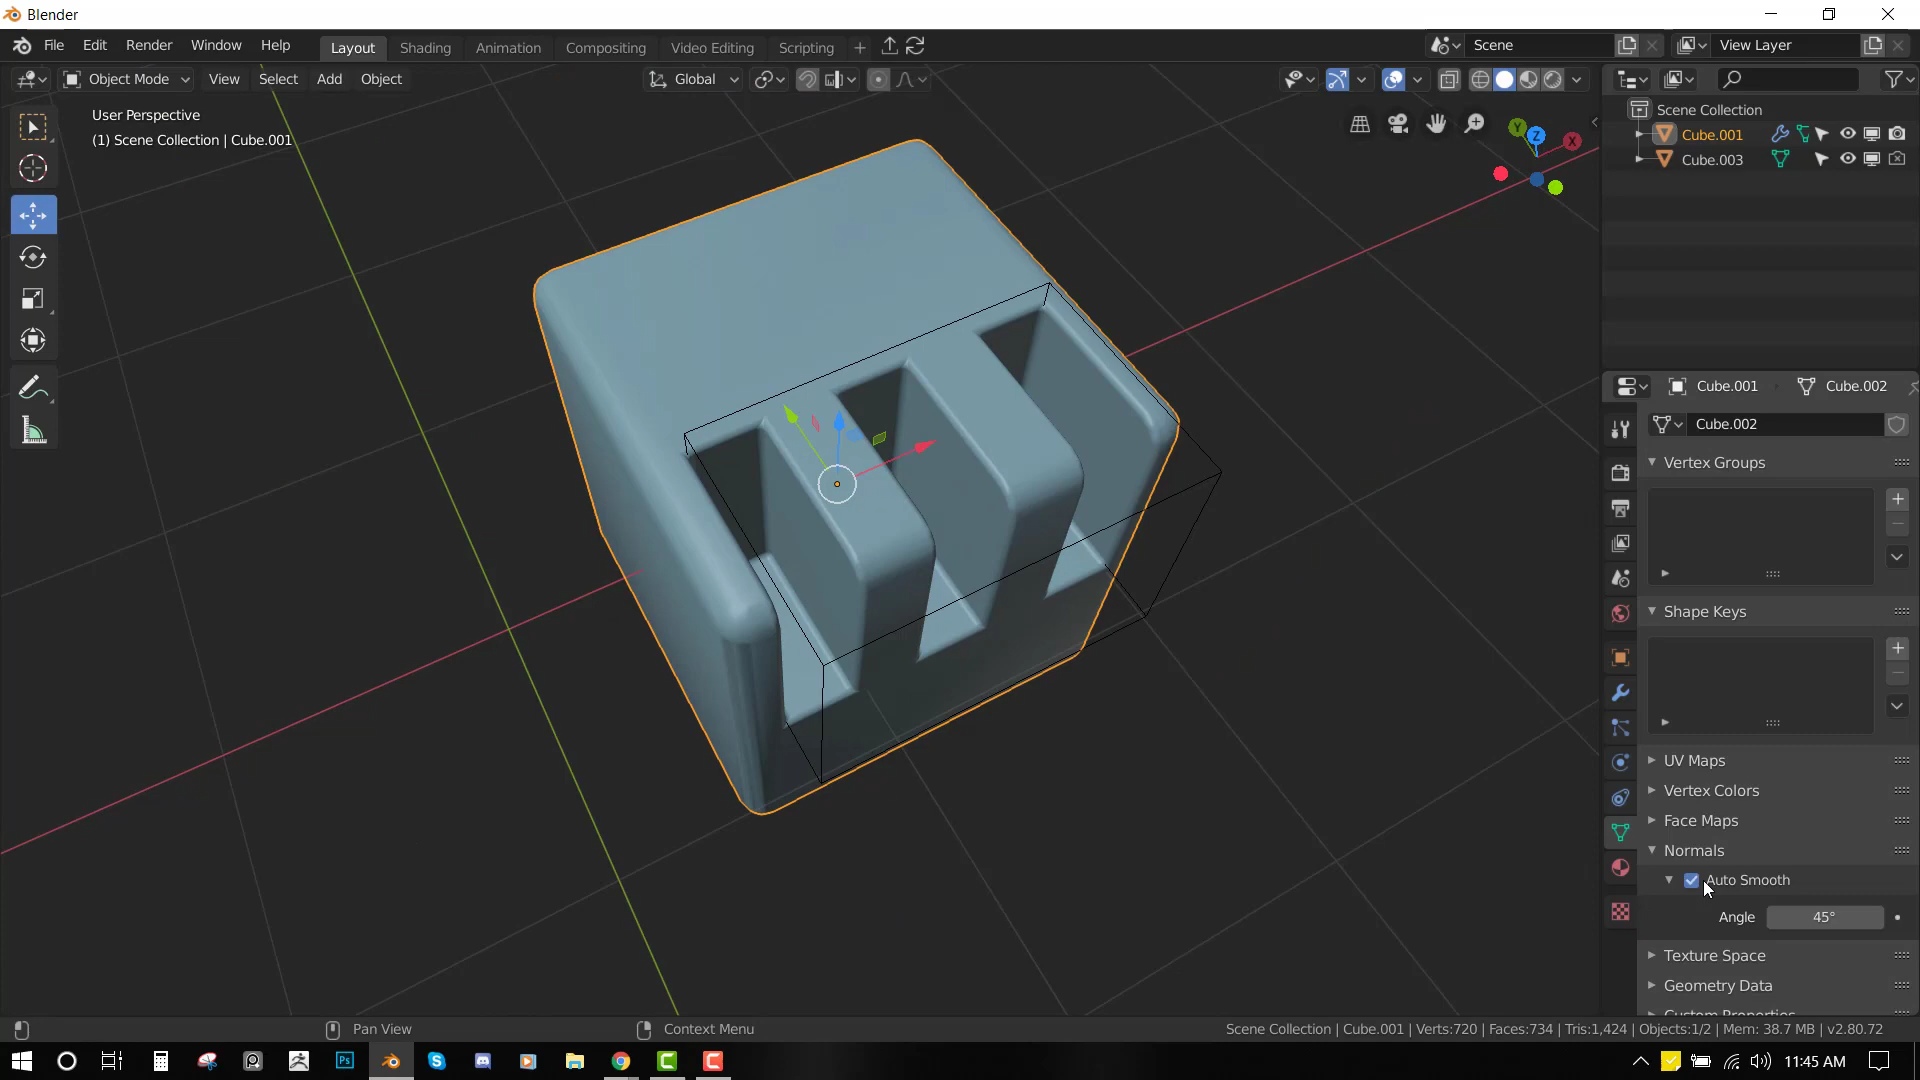 Blender
File Edit Render Window Help
Layout Shading Animation Compositing Video Editing Scripting
Scene
View Layer
Object Mode View Select Add Object
Global
User Perspective
(1) Scene Collection | Cube.001
Y Z X
Scene Collection
Cube.001
Cube.003
Cube.001 Cube.002
Cube.002
Vertex Groups
Shape Keys
UV Maps
Vertex Colors
Face Maps
Normals
Auto Smooth
Angle 45°
Texture Space
Geometry Data
Custom Properties
Pan View
Context Menu
Scene Collection | Cube.001 | Verts:720 | Faces:734 | Tris:1,424 | Objects:1/2 | Mem: 38.7 MB | v2.80.72
Ps
11:45 AM